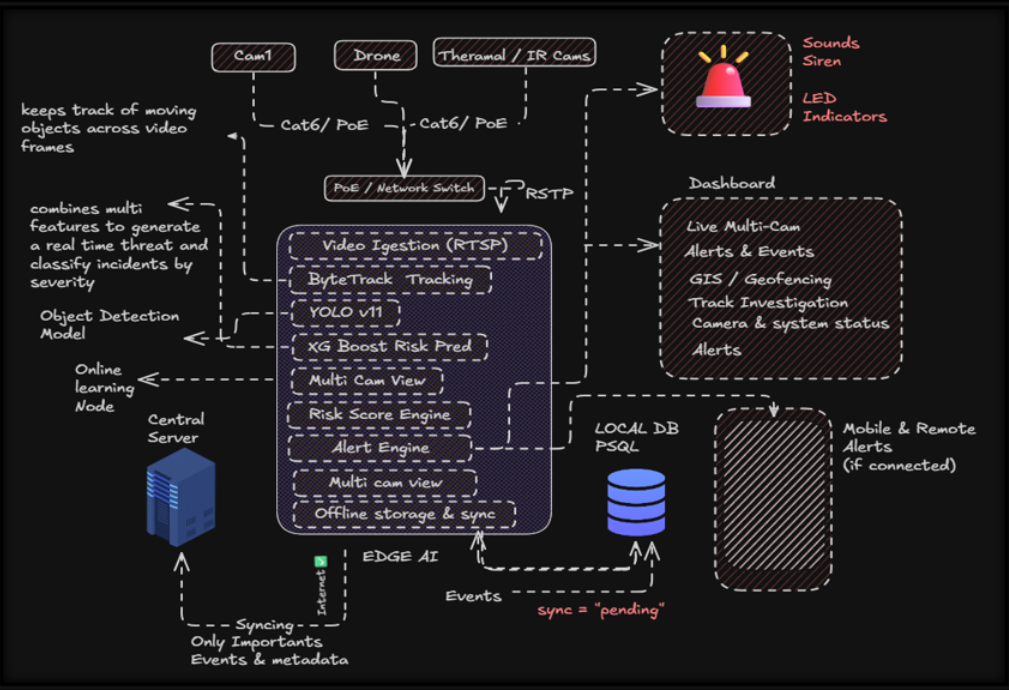 Cam1
Drone
Theramal / IR Cams
Cat6/ PoE
Cat6/ PoE
PoE / Network Switch
RSTP
Sounds
Siren
LED
Indicators
keeps track of moving
objects across video
frames
combines multi
features to generate
a real time threat and
classify incidents by
severity
Object Detection
Model
Online
learning
Node
Central
Server
Video Igestion (RTSP)
ByteTrack Tracking
YOLO v11
XG Boost Risk Pred
Multi Cam View
Risk Score Engine
Alert Engine
Multi cam view
Offline storage & sync
EDGE AI
Dashboard
Live Multi-Cam
Alerts & Events
GIS / Geofencing
Track Investigation
Camera & system status
Alerts
LOCAL DB
PSQL
Mobile & Remote
Alerts
(if connected)
Internet
Events
sync = "pending"
Syncing
Only Importants
Events & metadata